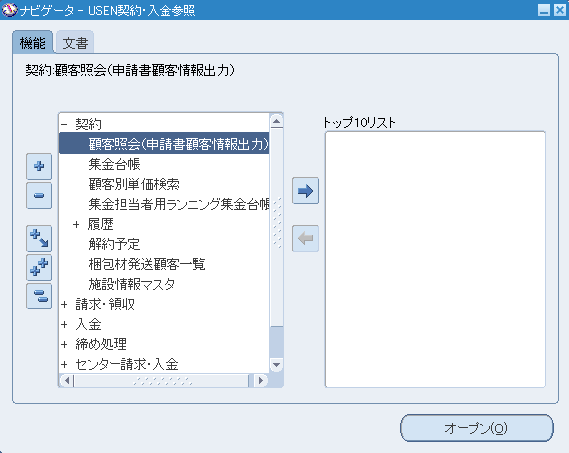 ナビゲータ - USEN契約・入金参照
機能 文書
契約:顧客照会(申請書顧客情報出力)
トップ10リスト
− 契約
顧客照会(申請書顧客情報出力)
集金台帳
顧客別単価検索
集金担当者用ランニング集金台帳
+ 履歴
解約予定
梱包材発送顧客一覧
施設情報マスタ
+ 請求・領収
+ 入金
+ 締め処理
+ センター請求・入金
オープン(O)